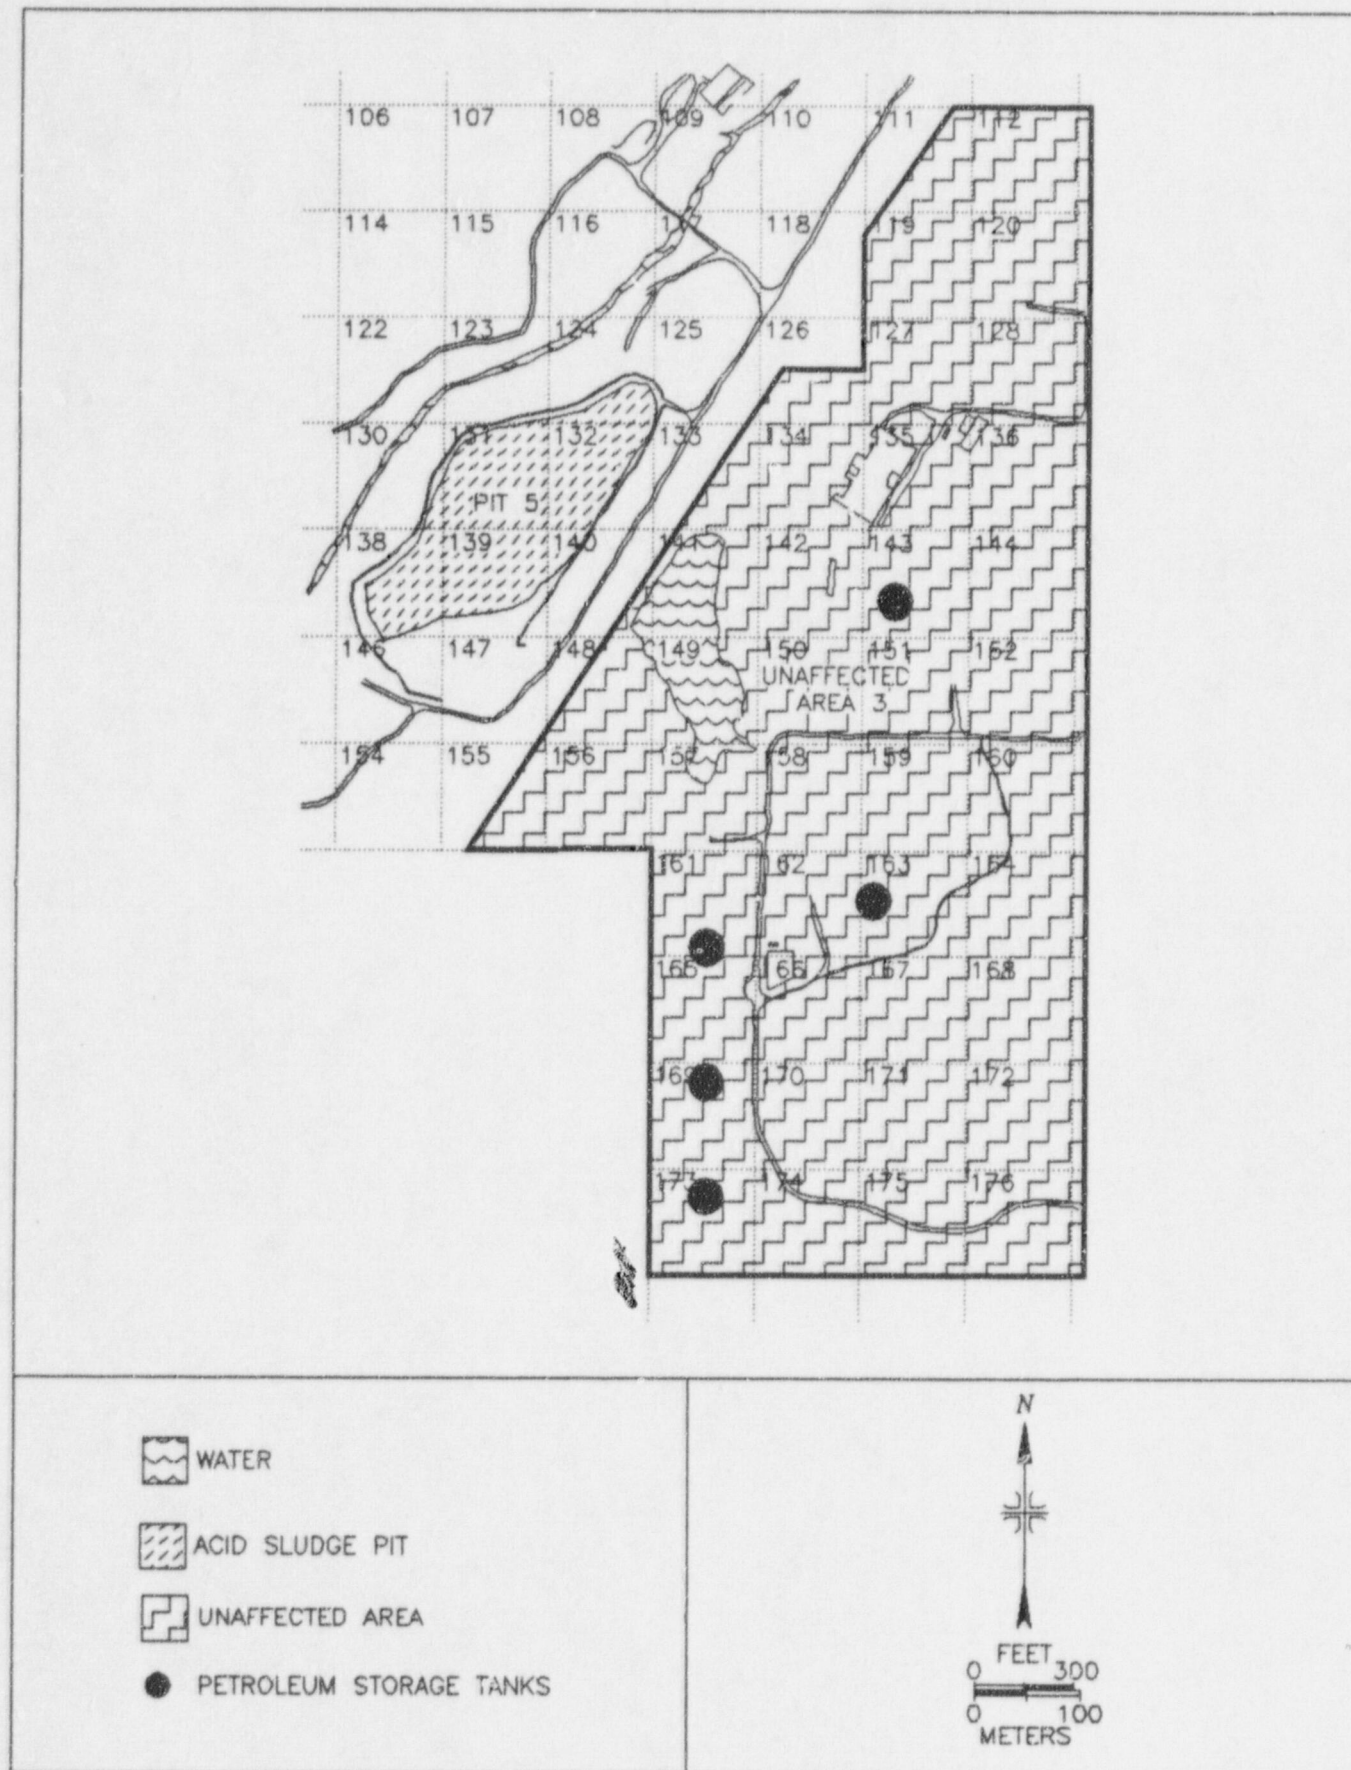 106 107 108 109 110 111 112
114 115 116 117 118 119 120
122 123 124 125 126 127 128
130 131 132 133 134 135 136
PIT 5
138 139 140 141 142 143 144
146 147 148 149 150 151 152
UNAFFECTED
AREA 3
154 155 156 157 158 159 160
161 162 163 164
165 166 167 168
169 170 171 172
173 174 175 176
WATER
ACID SLUDGE PIT
UNAFFECTED AREA
PETROLEUM STORAGE TANKS
N
FEET
0 300
0 100
METERS